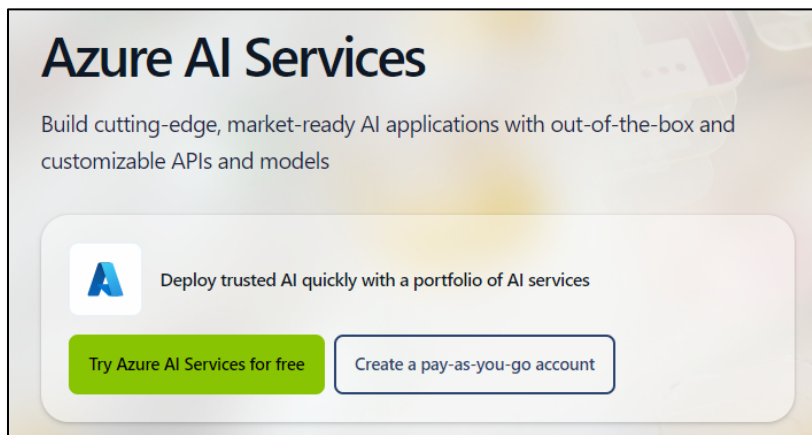 Azure AI Services
Build cutting-edge, market-ready AI applications with out-of-the-box and
customizable APIs and models
Deploy trusted AI quickly with a portfolio of AI services
Try Azure AI Services for free
Create a pay-as-you-go account